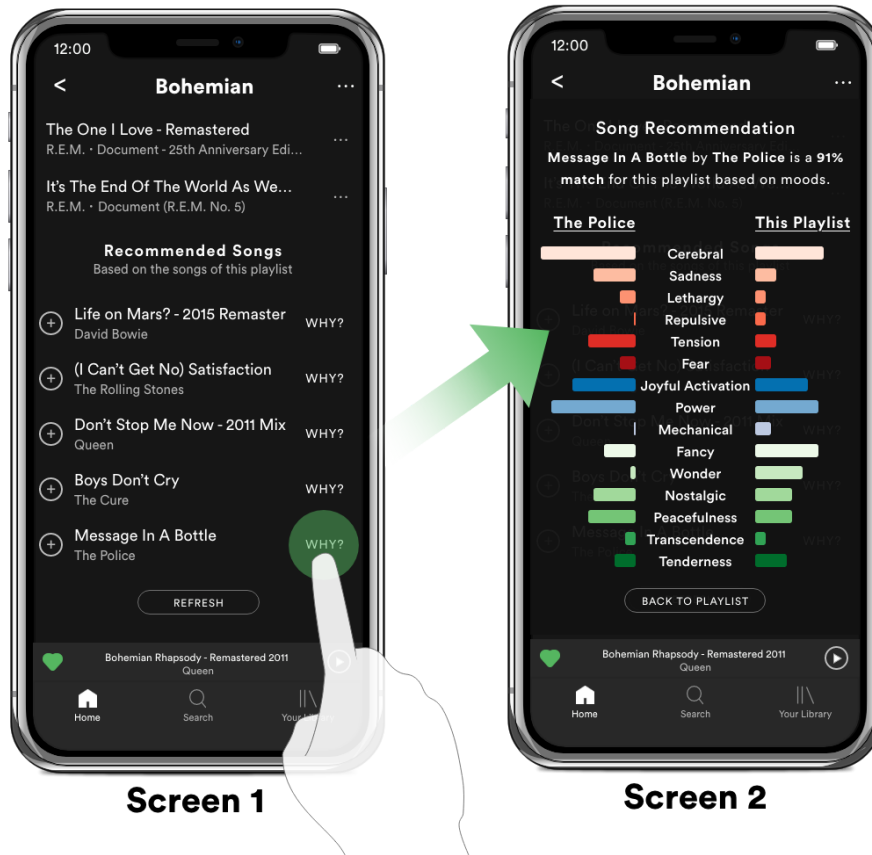 12:00
<
Bohemian
...
The One I Love - Remastered
R.E.M. • Document - 25th Anniversary Edi...
...
It's The End Of The World As We...
R.E.M. • Document (R.E.M. No. 5)
...
Recommended Songs
Based on the songs of this playlist
Life on Mars? - 2015 Remaster
David Bowie
WHY?
(I Can't Get No) Satisfaction
The Rolling Stones
WHY?
Don't Stop Me Now - 2011 Mix
Queen
WHY?
Boys Don't Cry
The Cure
WHY?
Message In A Bottle
The Police
WHY?
REFRESH
Bohemian Rhapsody - Remastered 2011
Queen
Home
Search
Your Library
Screen 1
12:00
<
Bohemian
...
Song Recommendation
Message In A Bottle by The Police is a 91%
match for this playlist based on moods.
The Police
This Playlist
Cerebral
Sadness
Lethargy
Repulsive
Tension
Fear
Joyful Activation
Power
Mechanical
Fancy
Wonder
Nostalgic
Peacefulness
Transcendence
Tenderness
BACK TO PLAYLIST
Bohemian Rhapsody - Remastered 2011
Queen
Home
Search
Your Library
Screen 2